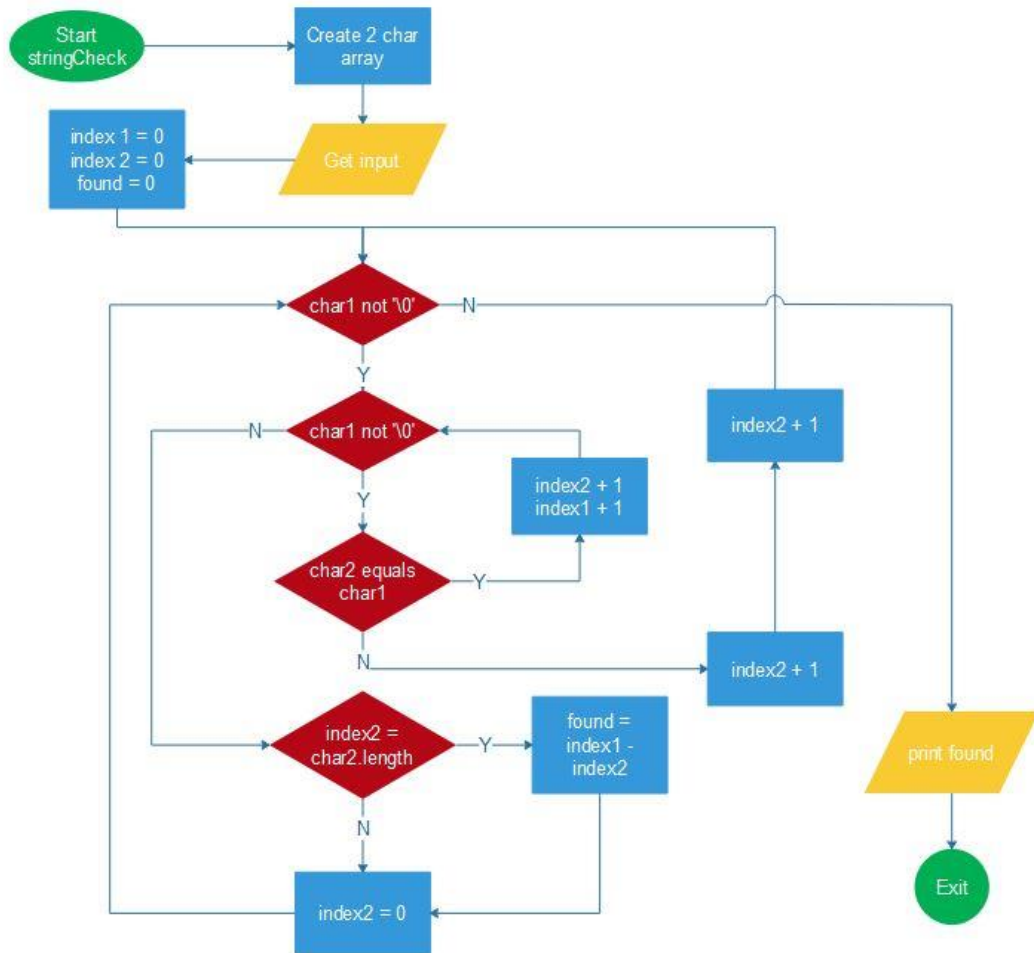 Start
stringCheck
Create 2 char
array
Get input
index 1 = 0
index 2 = 0
found = 0
char1 not '\0'
N
Y
char1 not '\0'
N
Y
index2 + 1
index1 + 1
index2 + 1
char2 equals
char1
Y
N
index2 + 1
index2 =
char2.length
Y
N
found =
index1 -
index2
print found
index2 = 0
Exit